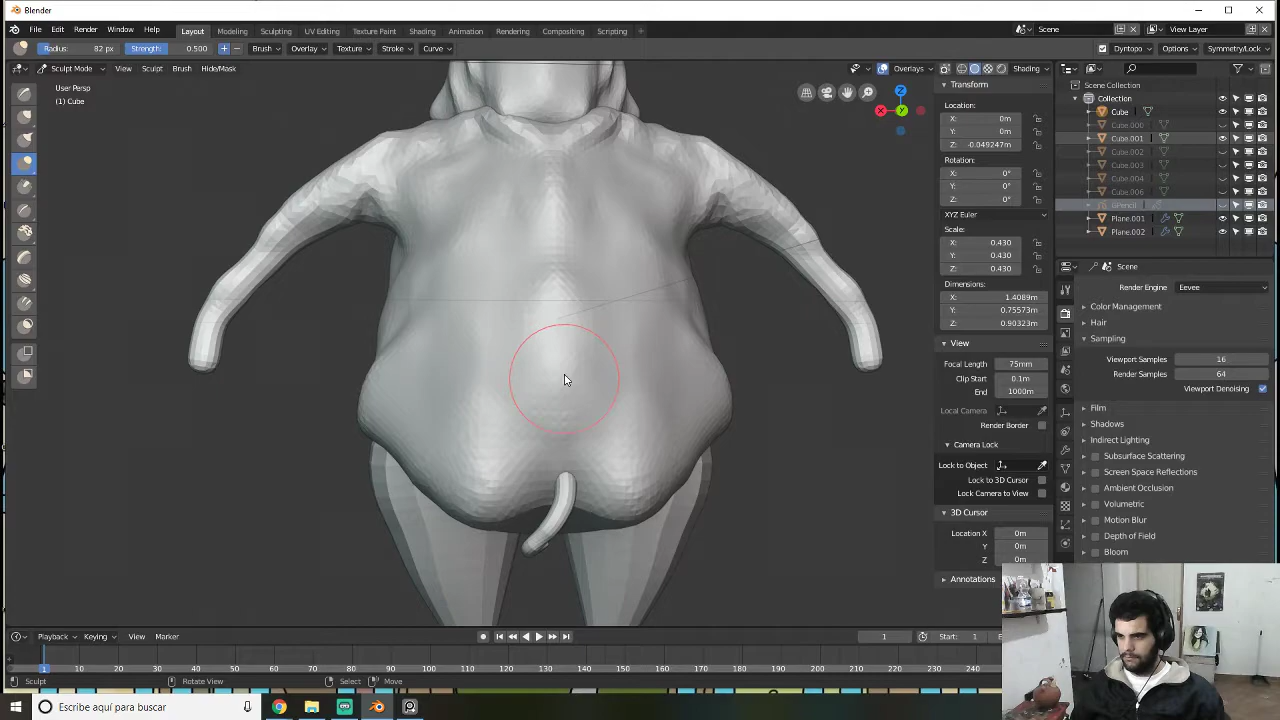 Blender
File Edit Render Window Help Layout Modeling Sculpting UV Editing Texture Paint Shading Animation Rendering Compositing Scripting + Scene View Layer
Radius: 82 px Strength: 0.500 Brush Overlay Texture Stroke Curve Dyntopo Options Symmetry/Lock
Sculpt Mode View Sculpt Brush Hide/Mask Overlays Shading
User Persp
(1) Cube
X Y Z
Transform
Location:
X: 0m
Y: 0m
Z: -0.049247m
Rotation:
X: 0°
Y: 0°
Z: 0°
XYZ Euler
Scale:
X: 0.430
Y: 0.430
Z: 0.430
Dimensions:
X: 1.4089m
Y: 0.75573m
Z: 0.90323m
View
Focal Length 75mm
Clip Start 0.1m
End 1000m
Local Camera
Render Border
Camera Lock
Lock to Object
Lock to 3D Cursor
Lock Camera to View
3D Cursor
Location X 0m
Y 0m
Z 0m
Annotations
Scene Collection
Collection
Cube
Cube.000
Cube.001
Cube.002
Cube.003
Cube.004
Cube.006
GPencil
Plane.001
Plane.002
Scene
Render Engine Eevee
Color Management
Hair
Sampling
Viewport Samples 16
Render Samples 64
Viewport Denoising
Film
Shadows
Indirect Lighting
Subsurface Scattering
Screen Space Reflections
Ambient Occlusion
Volumetric
Motion Blur
Depth of Field
Bloom
Playback Keying View Marker 1 Start: 1
1 10 20 30 40 50 60 70 80 90 100 110 120 130 140 150 160 170 180 190 200 210 220 230 240
Sculpt Rotate View Select Move
Escribe aquí para buscar